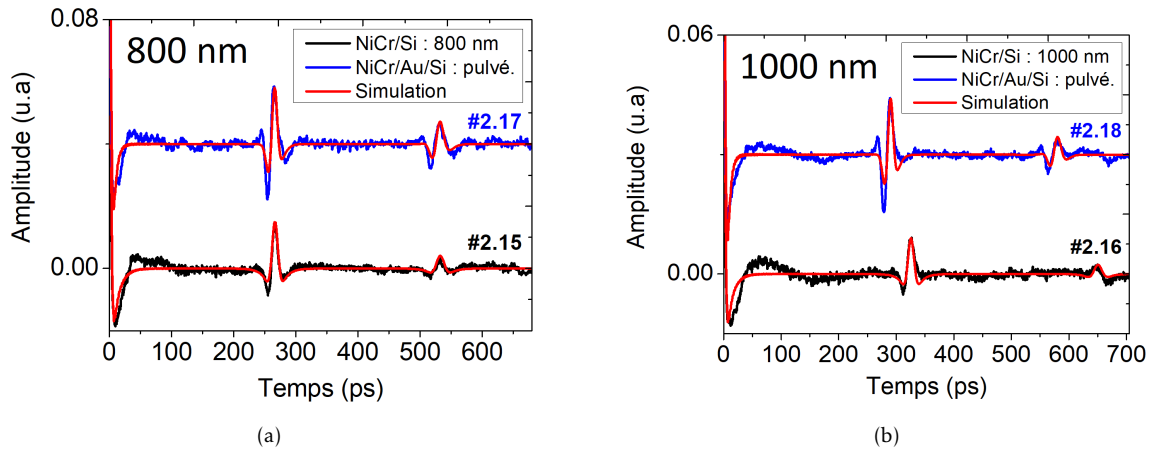 0.08
800 nm
NiCr/Si : 800 nm
NiCr/Au/Si : pulvé.
Simulation
#2.17
Amplitude (u.a)
#2.15
0.00
0 100 200 300 400 500 600
Temps (ps)
(a)
0.06
1000 nm
NiCr/Si : 1000 nm
NiCr/Au/Si : pulvé.
Simulation
#2.18
Amplitude (u.a)
#2.16
0.00
0 100 200 300 400 500 600 700
Temps (ps)
(b)